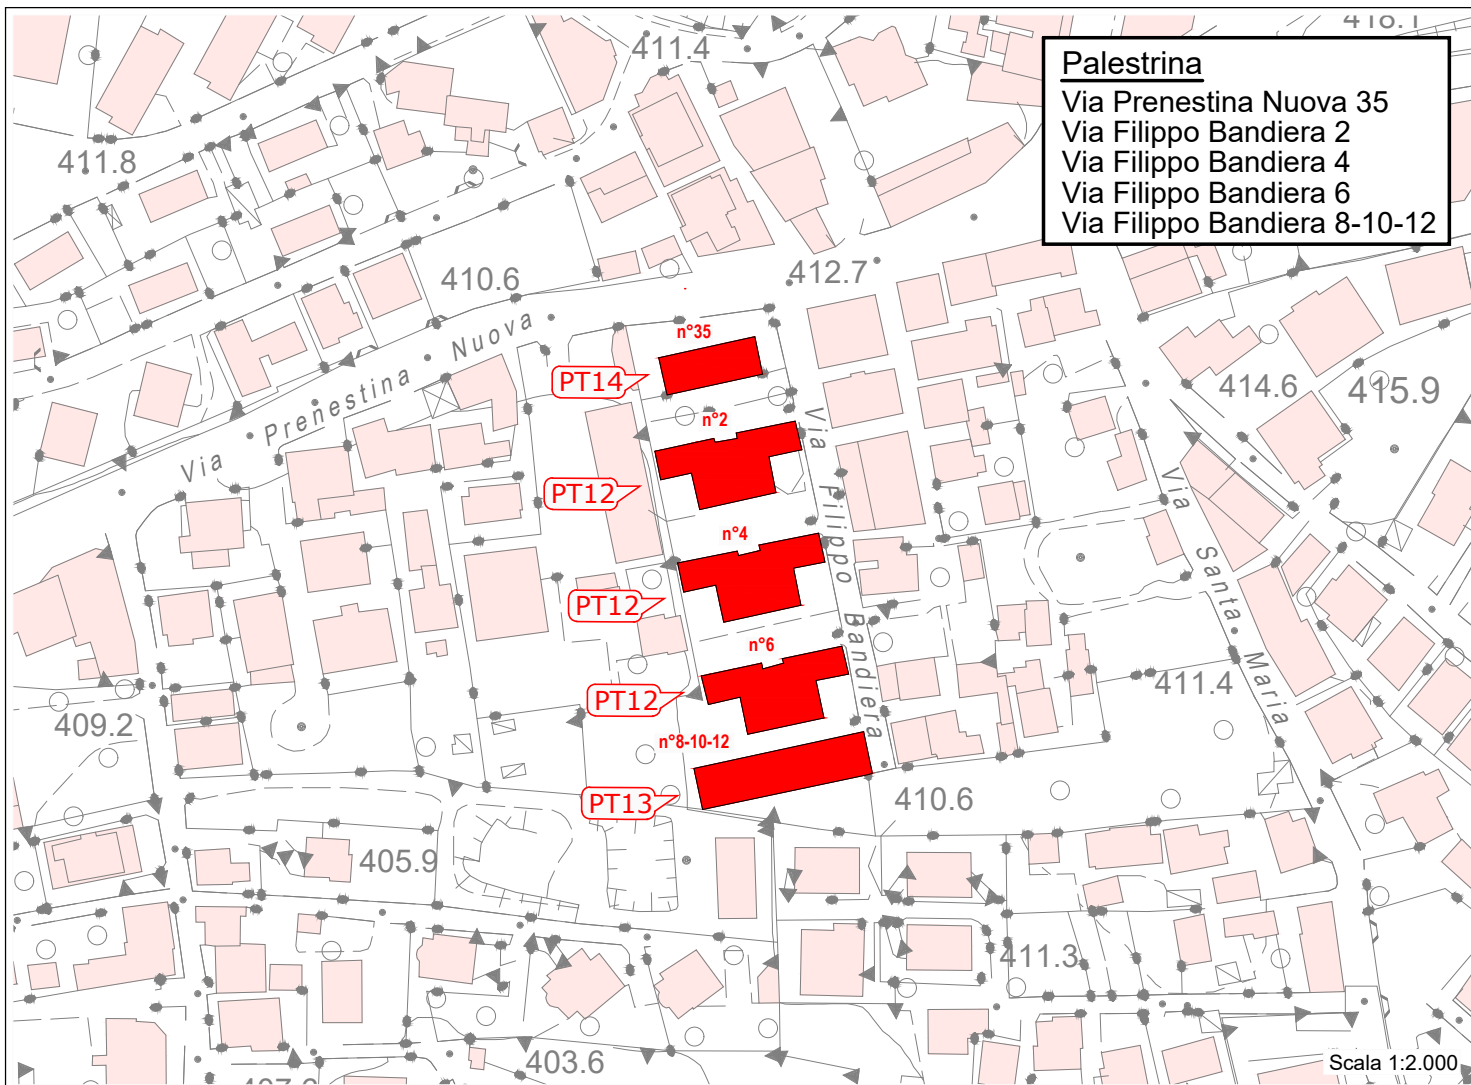 Palestrina
Via Prenestina Nuova 35
Via Filippo Bandiera 2
Via Filippo Bandiera 4
Via Filippo Bandiera 6
Via Filippo Bandiera 8-10-12
411.4
411.8
410.6
412.7
414.6
415.9
Via Prenestina Nuova
n°35
PT14
n°2
PT12
n°4
PT12
n°6
PT12
n°8-10-12
PT13
Via Filippo Bandiera
Via Santa Maria
411.4
409.2
410.6
405.9
411.3
403.6
Scala 1:2.000